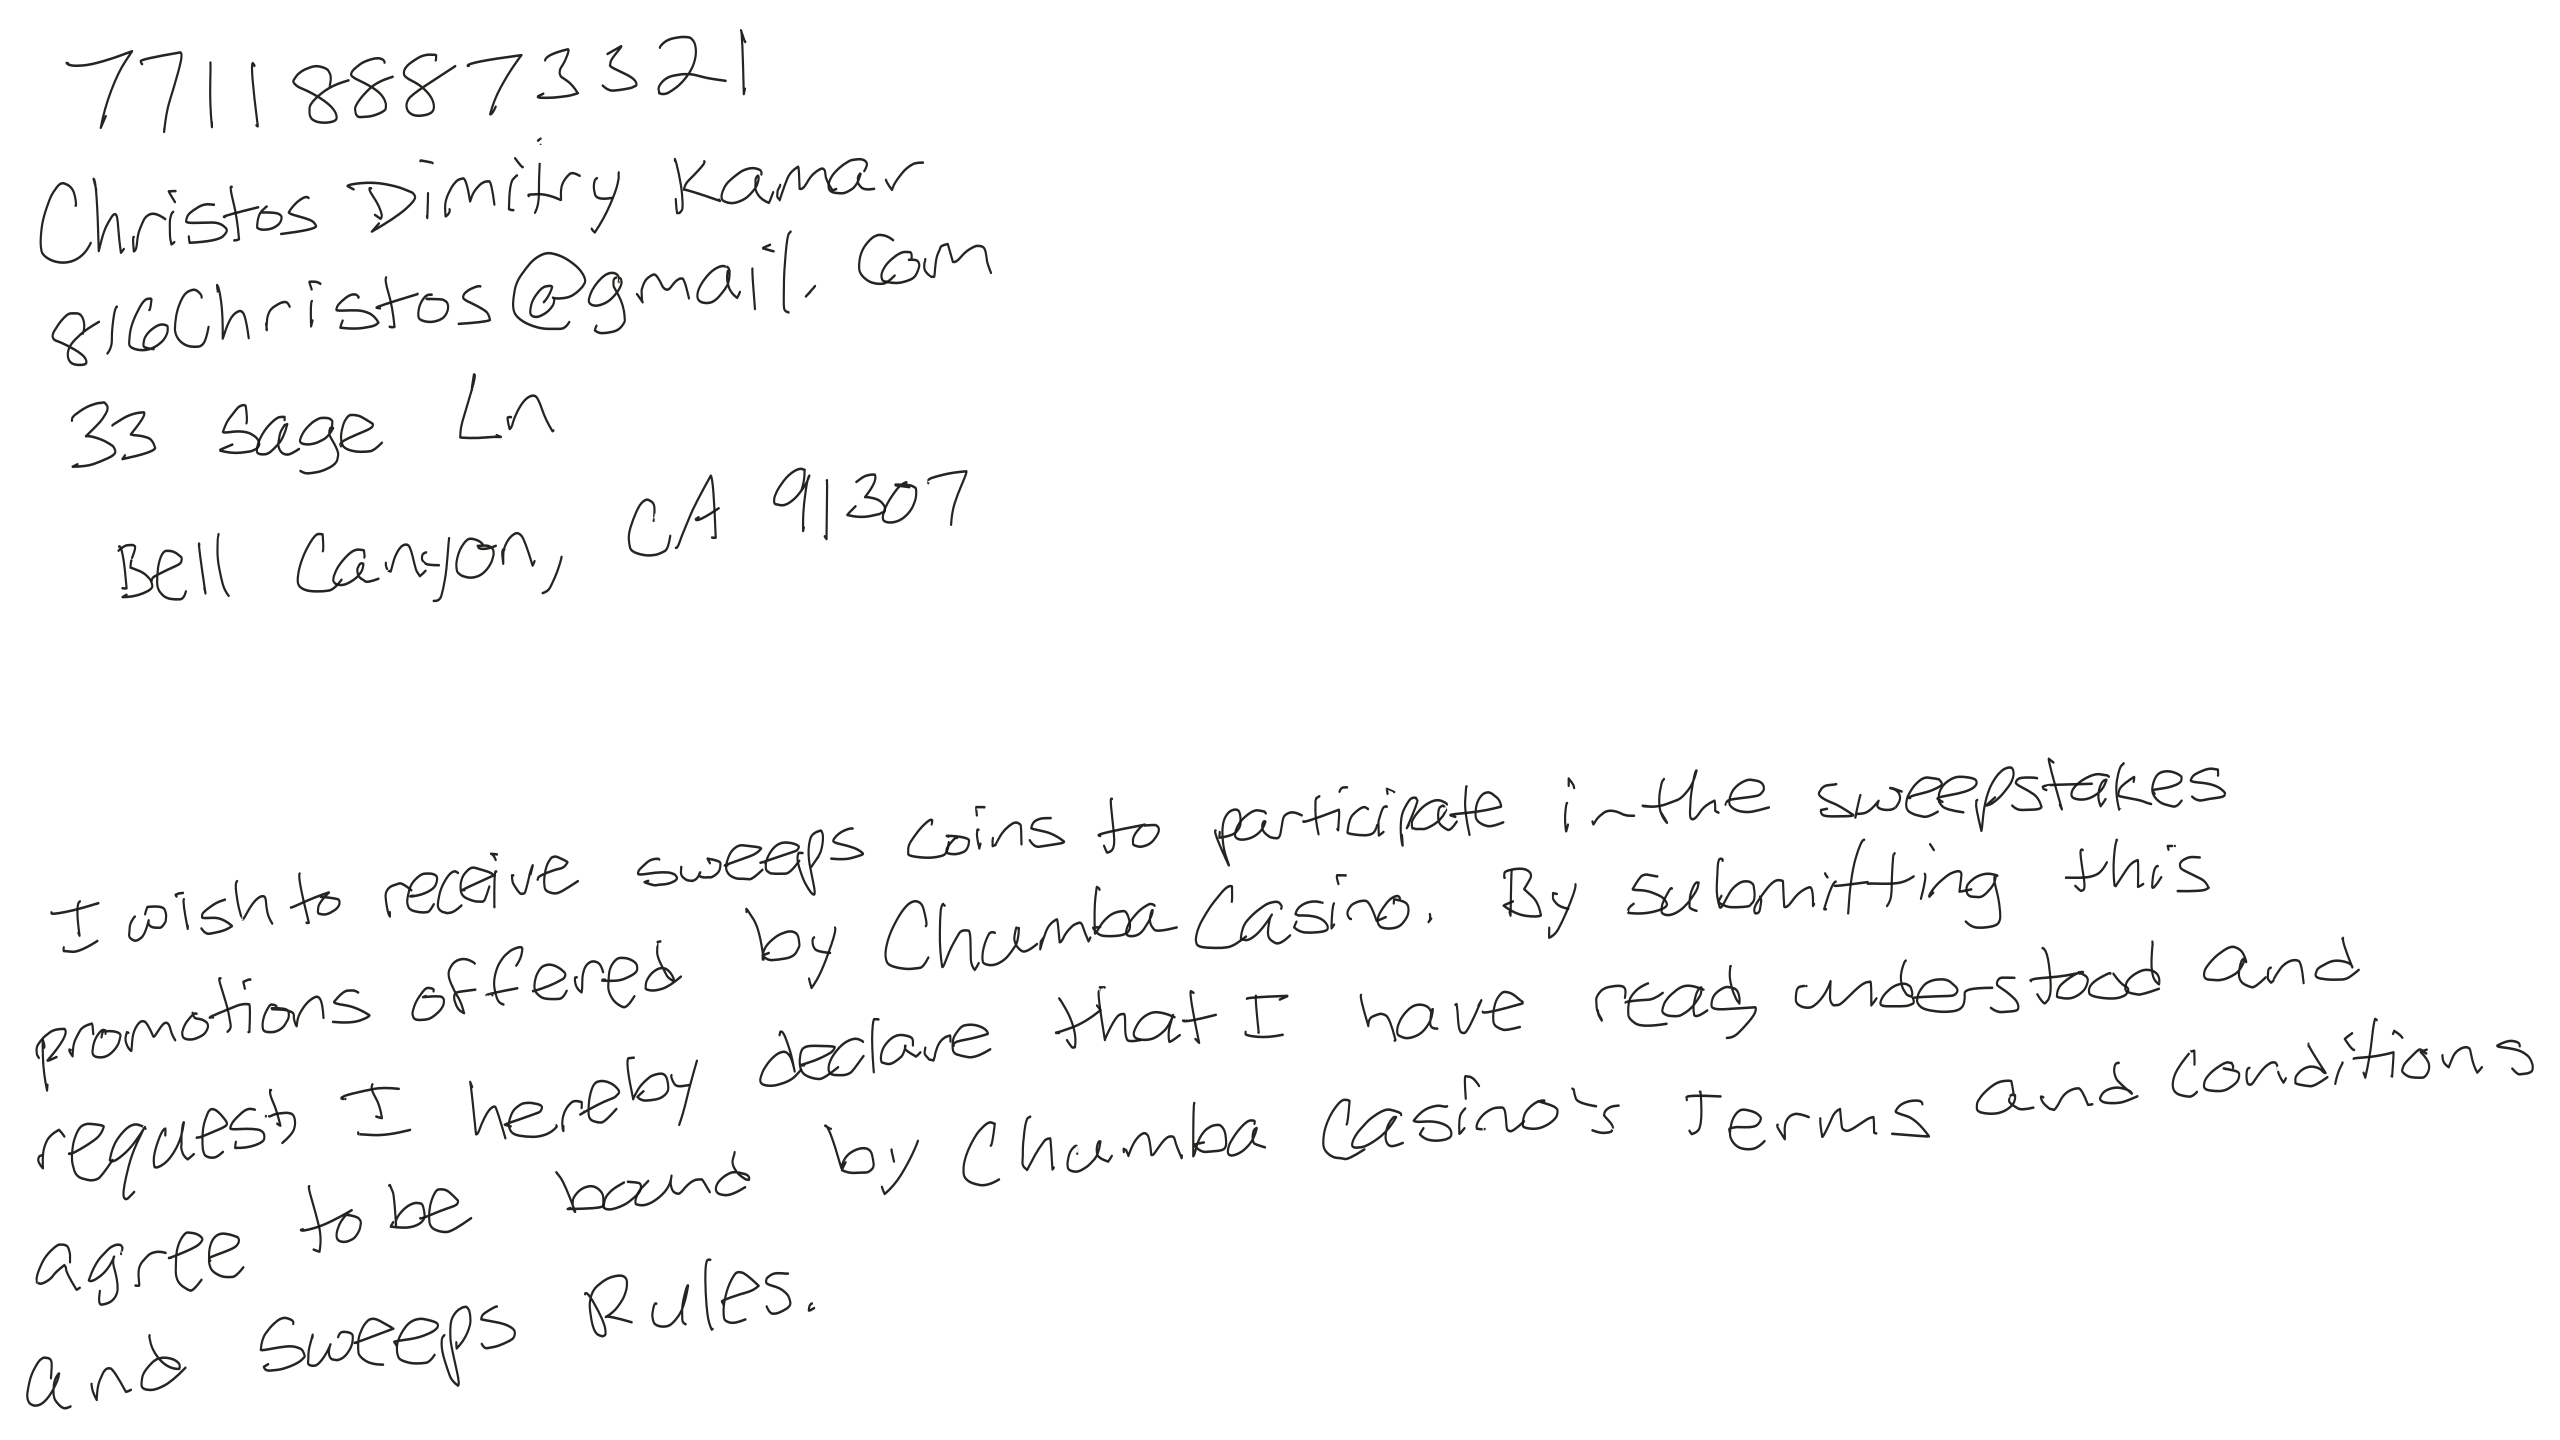 771188873321
Christos Dimitry Kamar
816Christos@gmail.com
33 Sage Ln
Bell Canyon, CA 91307
I wish to receive sweeps coins to participate in the sweepstakes
promotions offered by Chumba Casino. By submitting this
request, I hereby declare that I have read, understood and
agree to be bound by Chumba Casino's Terms and conditions
and Sweeps Rules.